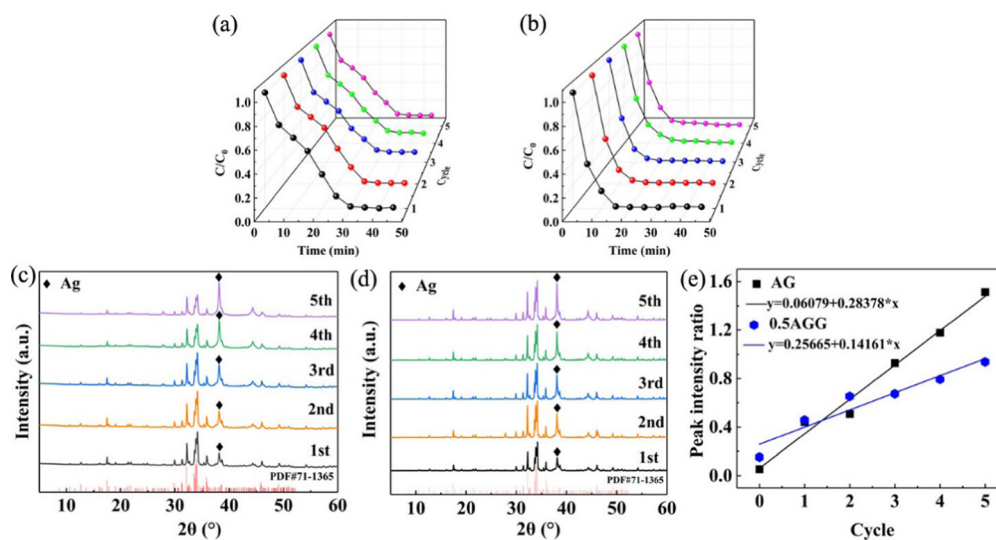 (a)
C/C0
1.0
0.8
0.6
0.4
0.2
0.0
0 10 20 30 40 50
Time (min)
1
2
3
4
5
Cycle
(b)
C/C0
1.0
0.8
0.6
0.4
0.2
0.0
0 10 20 30 40 50
Time (min)
1
2
3
4
5
Cycle
(c)
Ag
5th
4th
3rd
2nd
1st
PDF#71-1365
Intensity (a.u.)
10 20 30 40 50 60
2θ (°)
(d)
Ag
5th
4th
3rd
2nd
1st
PDF#71-1365
Intensity (a.u.)
10 20 30 40 50 60
2θ (°)
(e)
AG
y=0.06079+0.28378*x
0.5AGG
y=0.25665+0.14161*x
Peak intensity ratio
1.6
1.2
0.8
0.4
0.0
0 1 2 3 4 5
Cycle